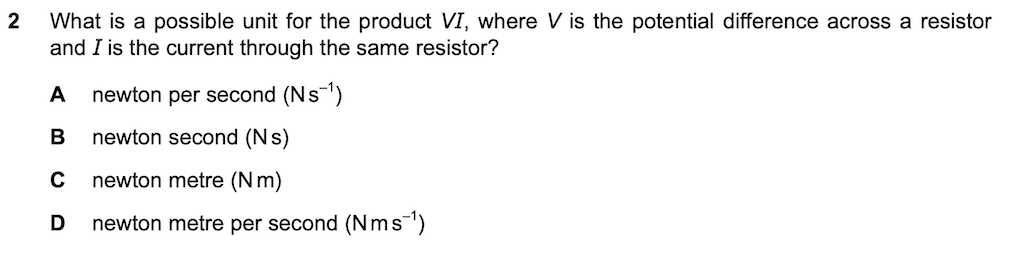 2 What is a possible unit for the product VI, where V is the potential difference across a resistor
and I is the current through the same resistor?
A newton per second (N s⁻¹)
B newton second (N s)
C newton metre (N m)
D newton metre per second (N m s⁻¹)